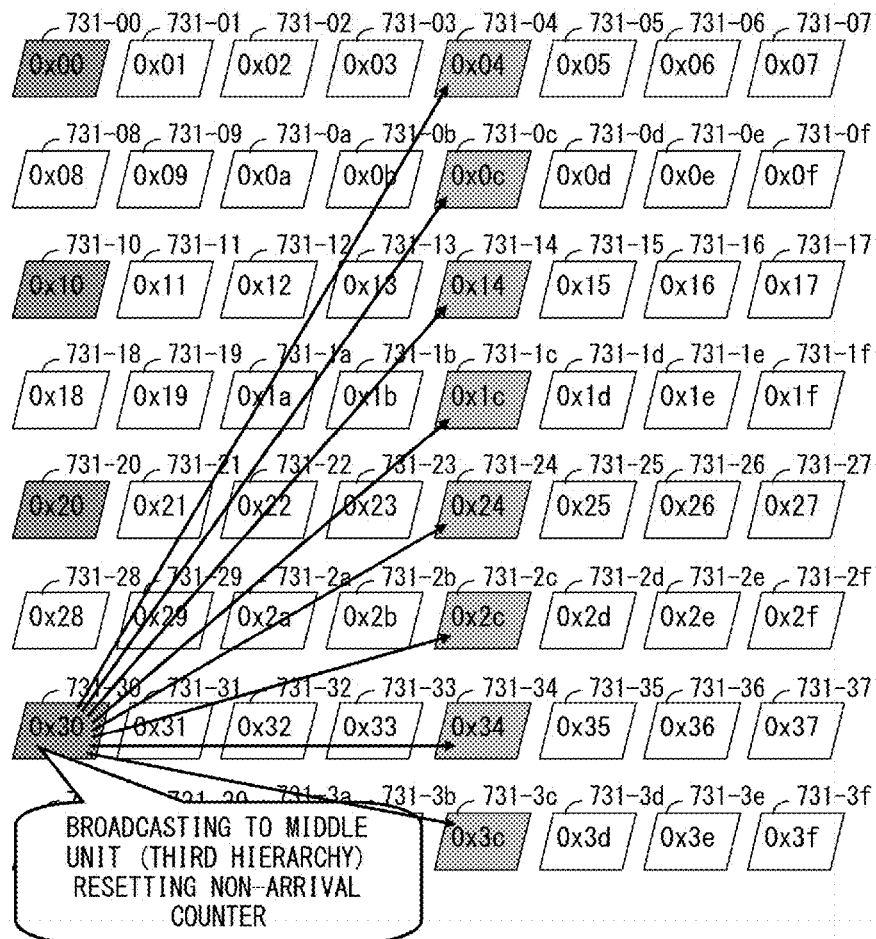 731-00 731-01 731-02 731-03 731-04 731-05 731-06 731-07
0x00 0x01 0x02 0x03 0x04 0x05 0x06 0x07
731-08 731-09 731-0a 731-0b 731-0c 731-0d 731-0e 731-0f
0x08 0x09 0x0a 0x0b 0x0c 0x0d 0x0e 0x0f
731-10 731-11 731-12 731-13 731-14 731-15 731-16 731-17
0x10 0x11 0x12 0x13 0x14 0x15 0x16 0x17
731-18 731-19 731-1a 731-1b 731-1c 731-1d 731-1e 731-1f
0x18 0x19 0x1a 0x1b 0x1c 0x1d 0x1e 0x1f
731-20 731-21 731-22 731-23 731-24 731-25 731-26 731-27
0x20 0x21 0x22 0x23 0x24 0x25 0x26 0x27
731-28 731-29 731-2a 731-2b 731-2c 731-2d 731-2e 731-2f
0x28 0x29 0x2a 0x2b 0x2c 0x2d 0x2e 0x2f
731-30 731-31 731-32 731-33 731-34 731-35 731-36 731-37
0x30 0x31 0x32 0x33 0x34 0x35 0x36 0x37
731-3b 731-3c 731-3d 731-3e 731-3f
0x3c 0x3d 0x3e 0x3f
BROADCASTING TO MIDDLE
UNIT (THIRD HIERARCHY)
RESETTING NON-ARRIVAL
COUNTER